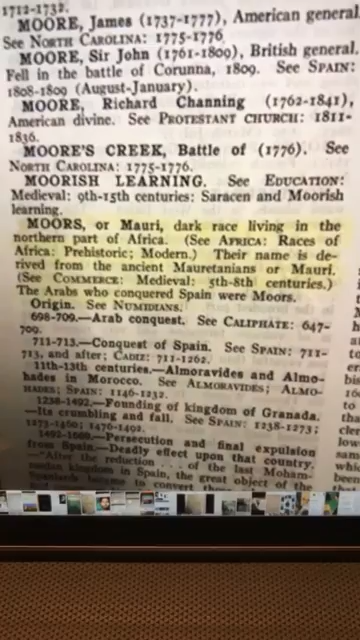 1712-1732.
MOORE, James (1737-1777), American general.
See NORTH CAROLINA: 1775-1776.
MOORE, Sir John (1761-1809), British general.
Fell in the battle of Corunna, 1809. See SPAIN:
1808-1809 (August-January).
MOORE, Richard Channing (1762-1841),
American divine. See PROTESTANT CHURCH: 1811-
1836.
MOORE'S CREEK, Battle of (1776). See
NORTH CAROLINA: 1775-1776.
MOORISH LEARNING. See EDUCATION:
Medieval: 9th-15th centuries: Saracen and Moorish
learning.
MOORS, or Mauri, dark race living in the
northern part of Africa. (See AFRICA: Races of
Africa: Prehistoric; Modern.) Their name is de-
rived from the ancient Mauretanians or Mauri.
(See COMMERCE: Medieval: 5th-8th centuries.)
The Arabs who conquered Spain were Moors.
Origin. See NUMIDIANS.
698-709.—Arab conquest. See CALIPHATE: 647-
709.
711-713.—Conquest of Spain. See SPAIN: 711-
713, and after; CADIZ: 711-1262.
11th-13th centuries.—Almoravides and Almo-
hades in Morocco. See ALMORAVIDES; ALMO-
HADES; SPAIN: 1146-1232.
1238-1492.—Founding of kingdom of Granada.
—Its crumbling and fall. See SPAIN: 1238-1273;
1273-1460; 1476-1492.
1492-1609.—Persecution and final expulsion
from Spain.—Deadly effect upon that country.
—"After the reduction . . . of the last Moham-
kingdom in Spain, the great object of the
to convert